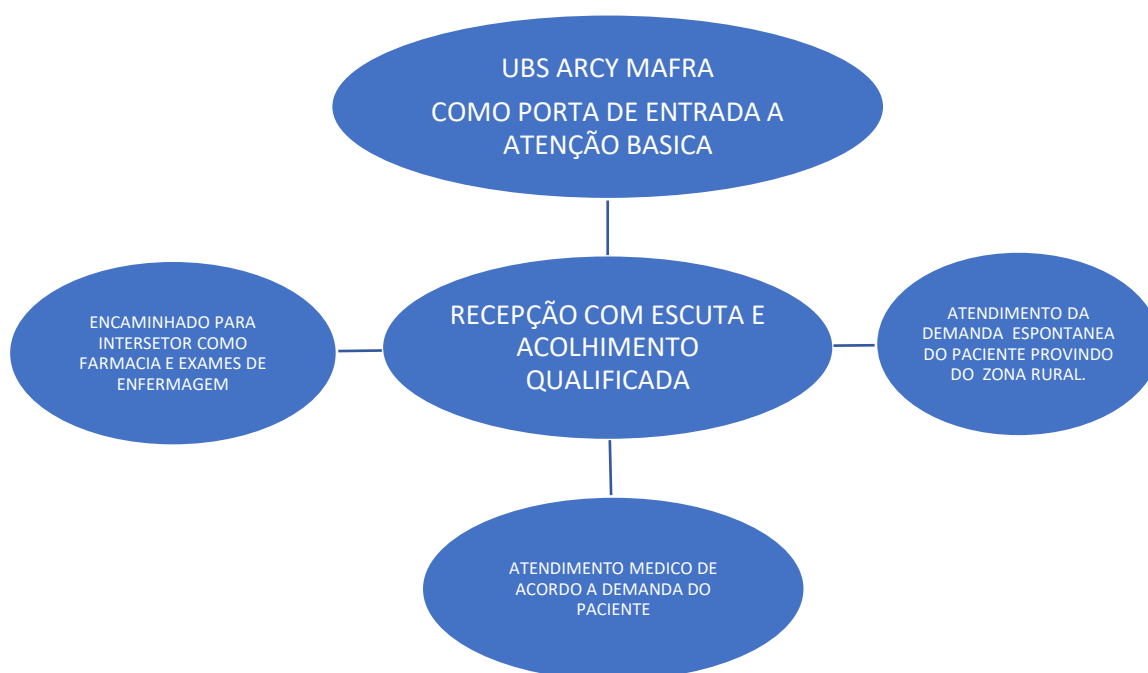 UBS ARCY MAFRA
COMO PORTA DE ENTRADA A
ATENÇÃO BASICA
ENCAMINHADO PARA
INTERSETOR COMO
FARMACIA E EXAMES DE
ENFERMAGEM
RECEPÇÃO COM ESCUTA E
ACOLHIMENTO
QUALIFICADA
ATENDIMENTO DA
DEMANDA ESPONTANEA
DO PACIENTE PROVINDO
DO ZONA RURAL.
ATENDIMENTO MEDICO DE
ACORDO A DEMANDA DO
PACIENTE